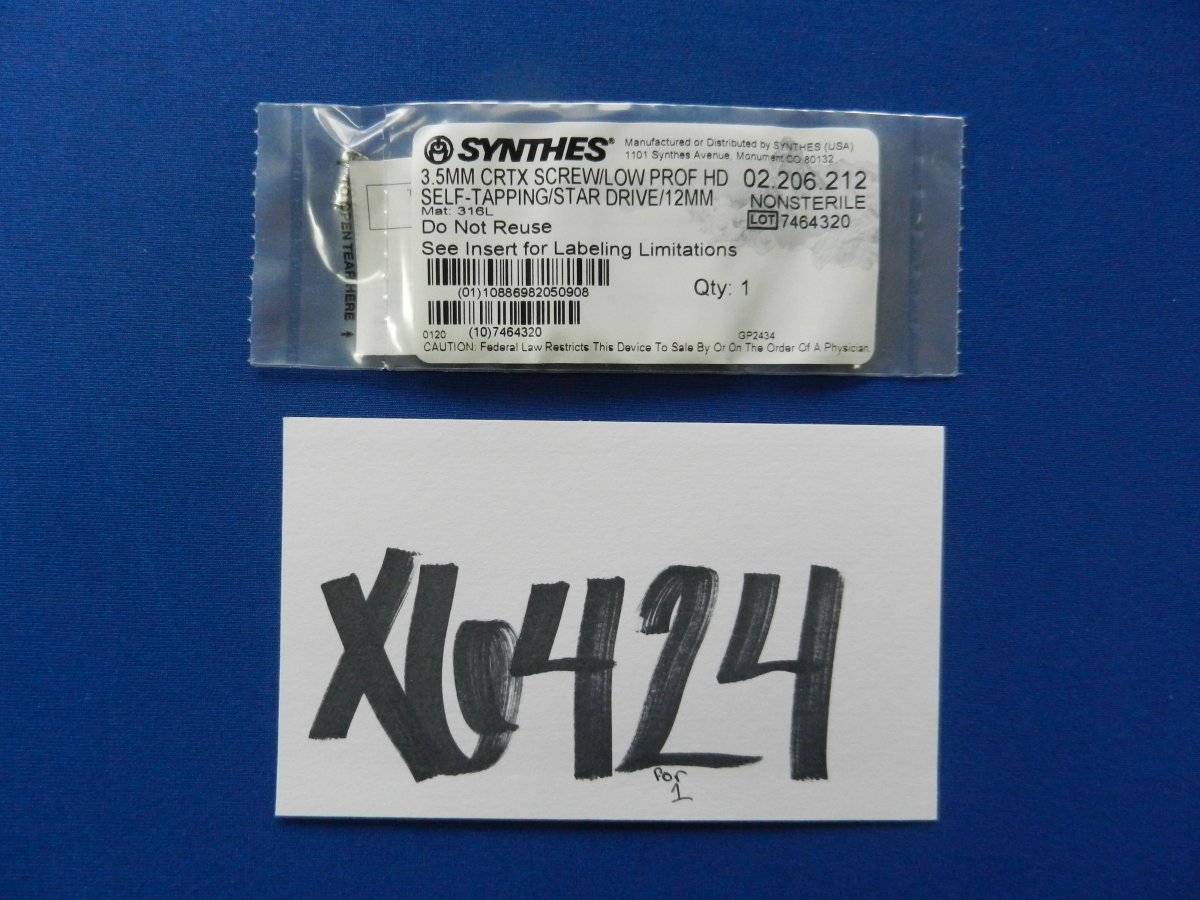 SYNTHES®
Manufactured or Distributed by SYNTHES (USA)
1101 Synthes Avenue, Monument CO 80132
3.5MM CRTX SCREW/LOW PROF HD 02.206.212
SELF-TAPPING/STAR DRIVE/12MM NONSTERILE
Mat: 316L
LOT 7464320
Do Not Reuse
See Insert for Labeling Limitations
(01)10886982050908
Qty: 1
(10)7464320
0120
GP2434
CAUTION: Federal Law Restricts This Device To Sale By Or On The Order Of A Physician.
TEAR HERE
X6424
Por
1